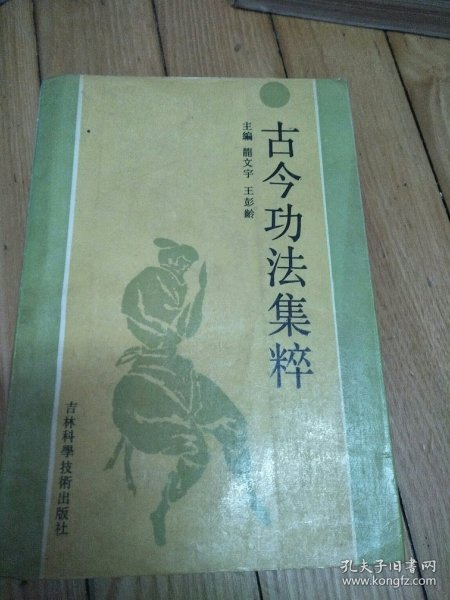 古今功法集粹
主編 龍文宇 王彭齡
吉林科學技術出版社
孔夫子旧书网
www.kongfz.com